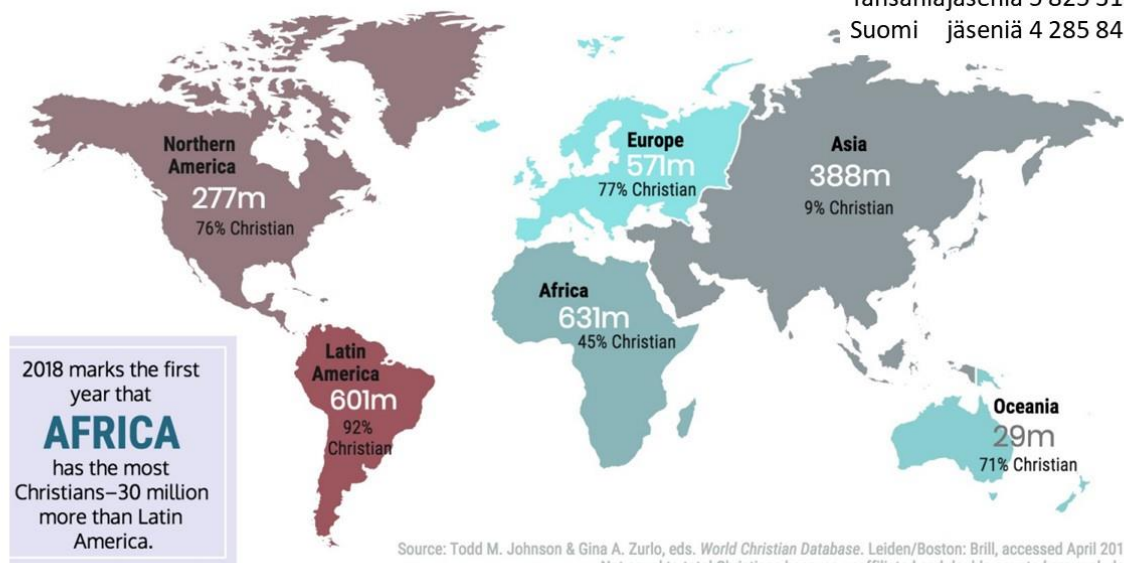 Suomi jäseniä 4 285 84
Northern
America
277m
76% Christian
Europe
571m
77% Christian
Asia
388m
9% Christian
Africa
631m
45% Christian
Latin
America
601m
92%
Christian
Oceania
29m
71% Christian
2018 marks the first
year that
AFRICA
has the most
Christians–30 million
more than Latin
America.
Source: Todd M. Johnson & Gina A. Zurlo, eds. World Christian Database. Leiden/Boston: Brill, accessed April 201